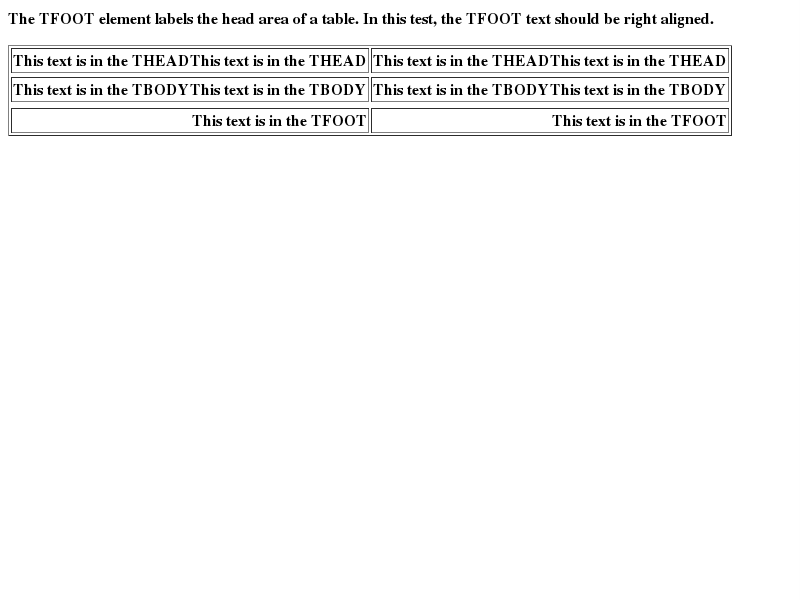 The TFOOT element labels the head area of a table. In this test, the TFOOT text should be right aligned.
This text is in the THEADThis text is in the THEAD This text is in the THEADThis text is in the THEAD
This text is in the TBODYThis text is in the TBODY This text is in the TBODYThis text is in the TBODY
This text is in the TFOOT This text is in the TFOOT